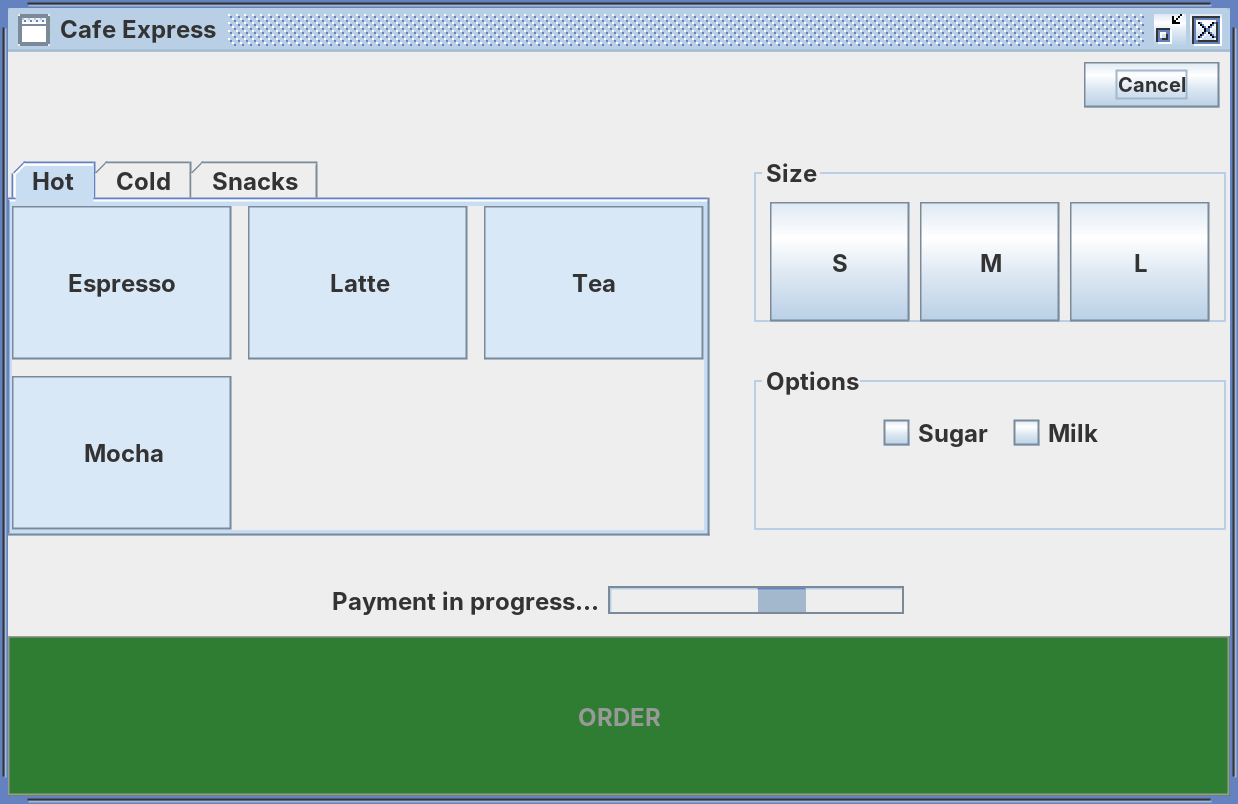 Cafe Express
Cancel
Hot Cold Snacks
Espresso Latte Tea
Mocha
Size
S M L
Options
Sugar Milk
Payment in progress...
ORDER